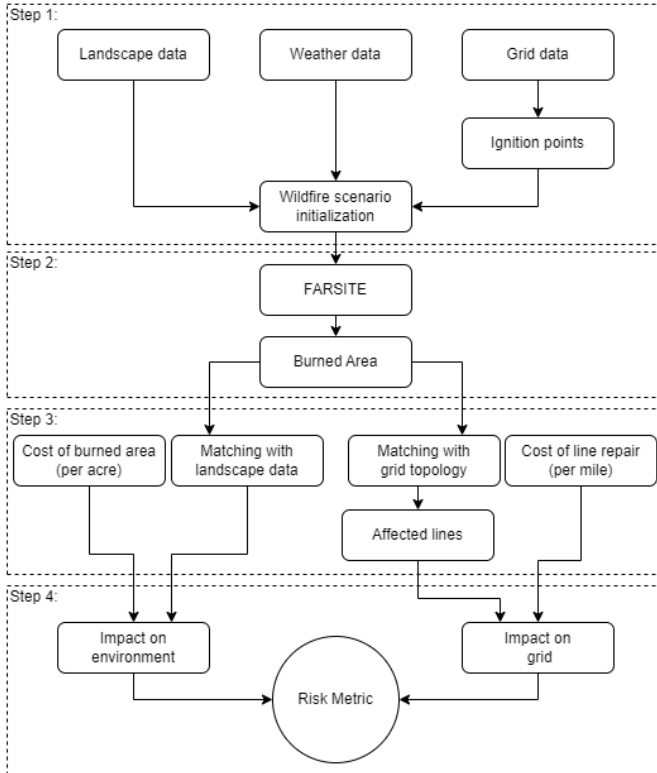 Step 1:
Landscape data
Weather data
Grid data
Ignition points
Wildfire scenario
initialization
Step 2:
FARSITE
Burned Area
Step 3:
Cost of burned area
(per acre)
Matching with
landscape data
Matching with
grid topology
Cost of line repair
(per mile)
Affected lines
Step 4:
Impact on
environment
Impact on
grid
Risk Metric